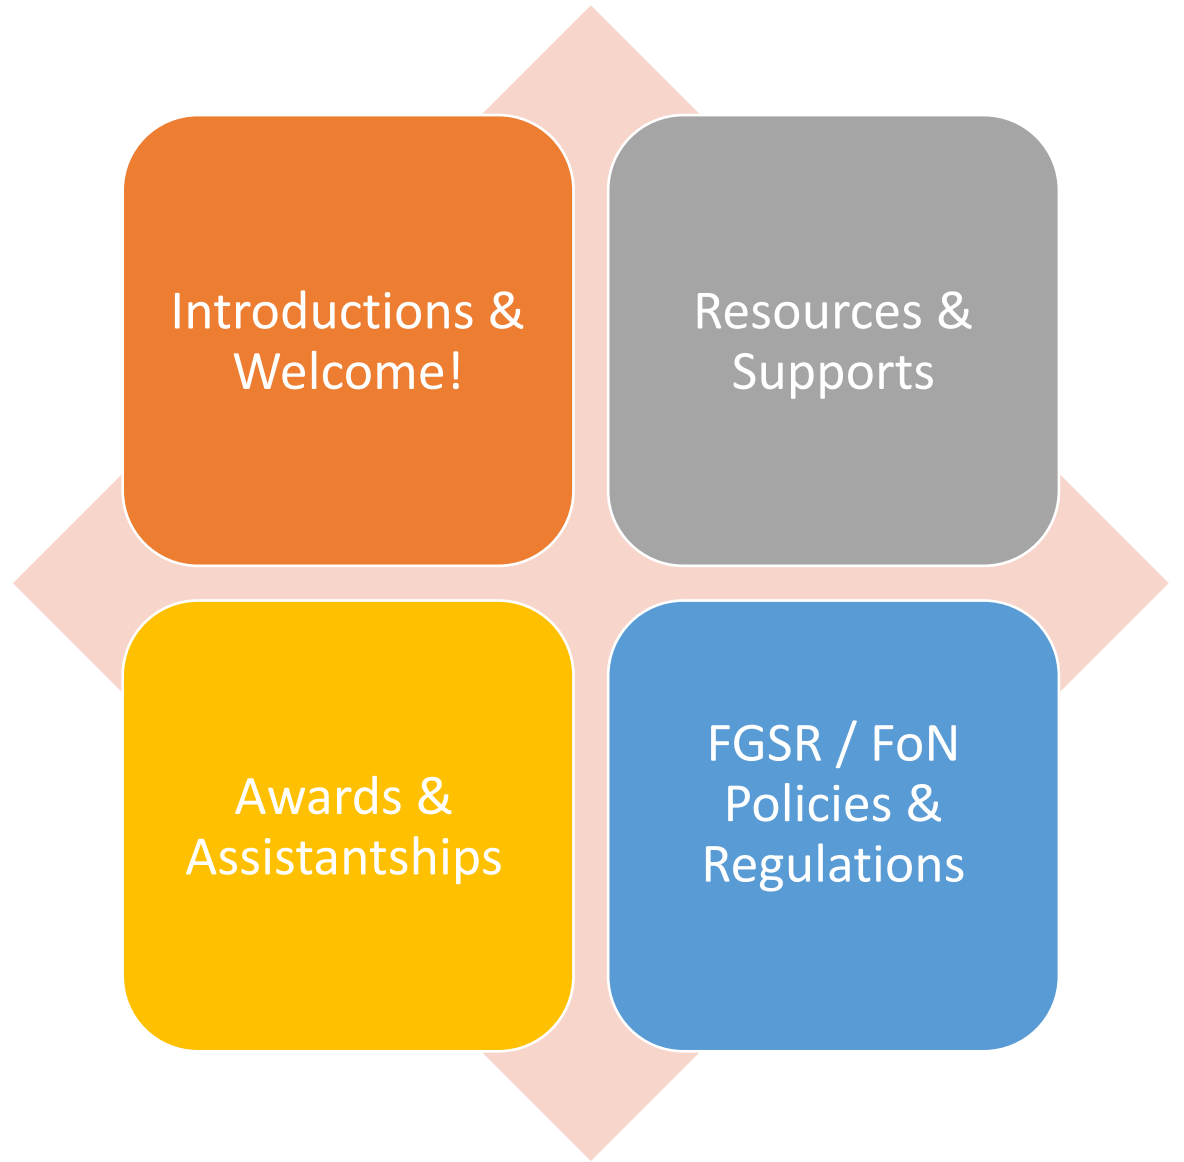 Introductions &
Welcome!
Resources &
Supports
Awards &
Assistantships
FGSR / FoN
Policies &
Regulations